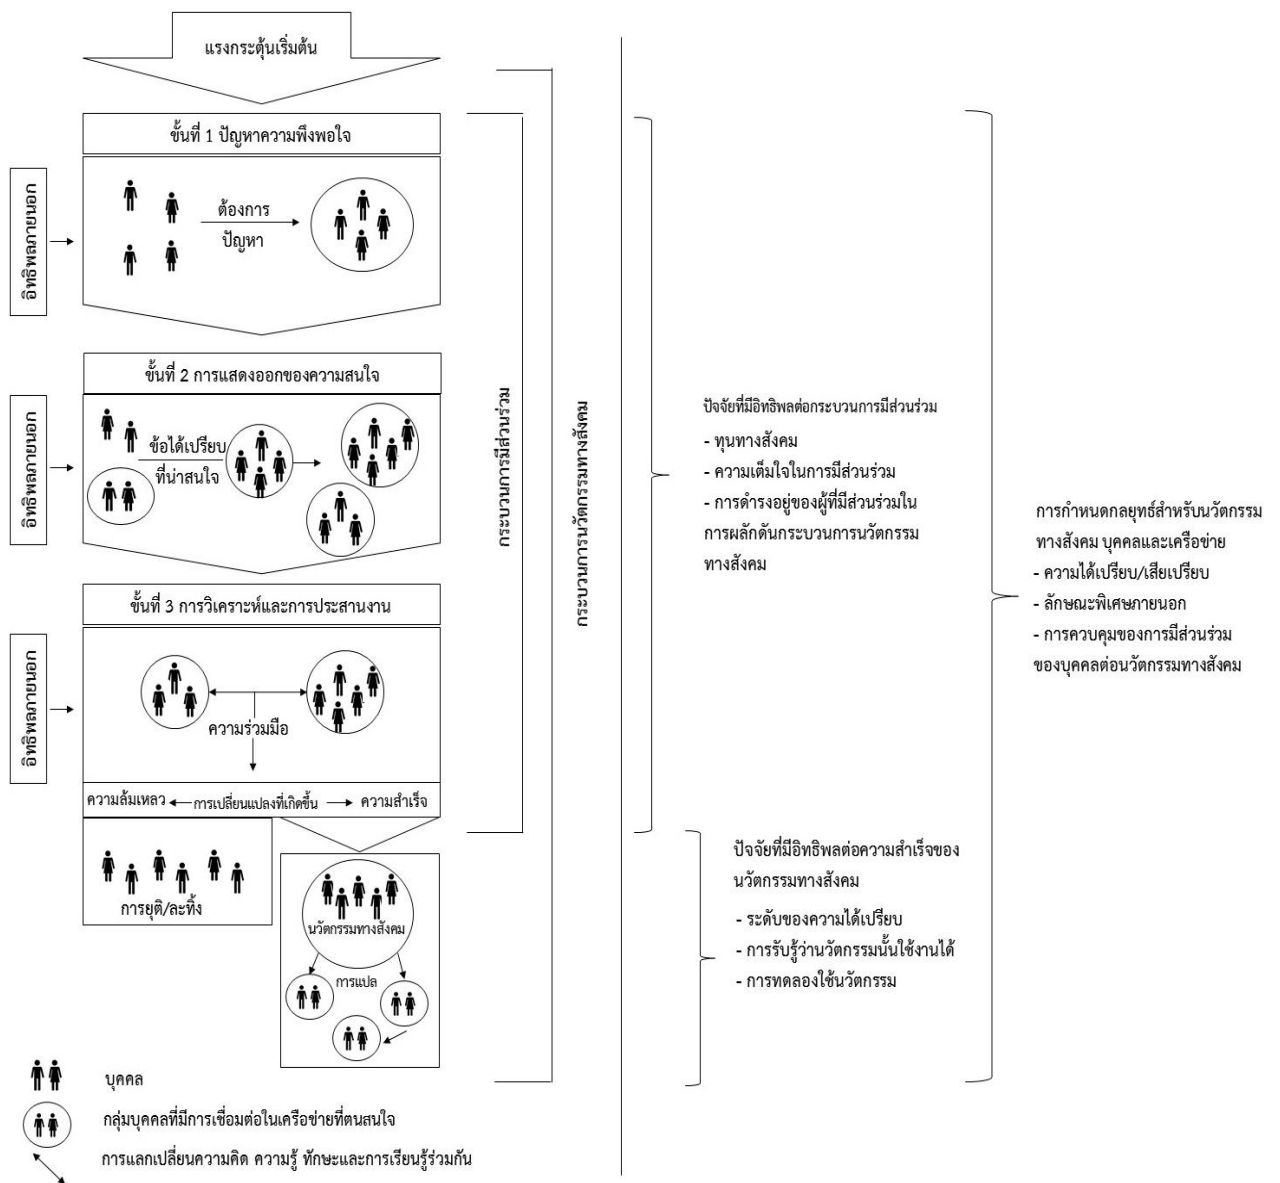 แรงกระตุ้นเริ่มต้น
ขั้นที่ 1 ปัญหาความพึงพอใจ
อิทธิพลภายนอก
ต้องการ
ปัญหา
ขั้นที่ 2 การแสดงออกของความสนใจ
อิทธิพลภายนอก
ข้อได้เปรียบ
ที่น่าสนใจ
ขั้นที่ 3 การวิเคราะห์และการประสานงาน
อิทธิพลภายนอก
ความร่วมมือ
ความล้มเหลว
การเปลี่ยนแปลงที่เกิดขึ้น
ความสำเร็จ
การยุติ/ละทิ้ง
นวัตกรรมทางสังคม
การแปล
กระบวนการมีส่วนร่วม
กระบวนการนวัตกรรมทางสังคม
ปัจจัยที่มีอิทธิพลต่อกระบวนการมีส่วนร่วม
- ทุนทางสังคม
- ความเต็มใจในการมีส่วนร่วม
- การดำรงอยู่ของผู้ที่มีส่วนร่วมใน
การผลักดันกระบวนการนวัตกรรม
ทางสังคม
ปัจจัยที่มีอิทธิพลต่อความสำเร็จของ
นวัตกรรมทางสังคม
- ระดับของความได้เปรียบ
- การรับรู้ว่านวัตกรรมนั้นใช้งานได้
- การทดลองใช้นวัตกรรม
การกำหนดกลยุทธ์สำหรับนวัตกรรม
ทางสังคม บุคคลและเครือข่าย
- ความได้เปรียบ/เสียเปรียบ
- ลักษณะพิเศษภายนอก
- การควบคุมของการมีส่วนร่วม
ของบุคคลต่อนวัตกรรมทางสังคม
บุคคล
กลุ่มบุคคลที่มีการเชื่อมต่อในเครือข่ายที่ตนสนใจ
การแลกเปลี่ยนความคิด ความรู้ ทักษะและการเรียนรู้ร่วมกัน